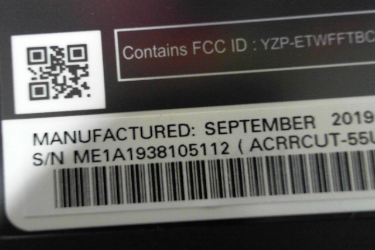 Contains FCC ID : YZP-ETWFFTBC
MANUFACTURED: SEPTEMBER 2019
S/N ME1A1938105112 ( ACRRCUT-55U